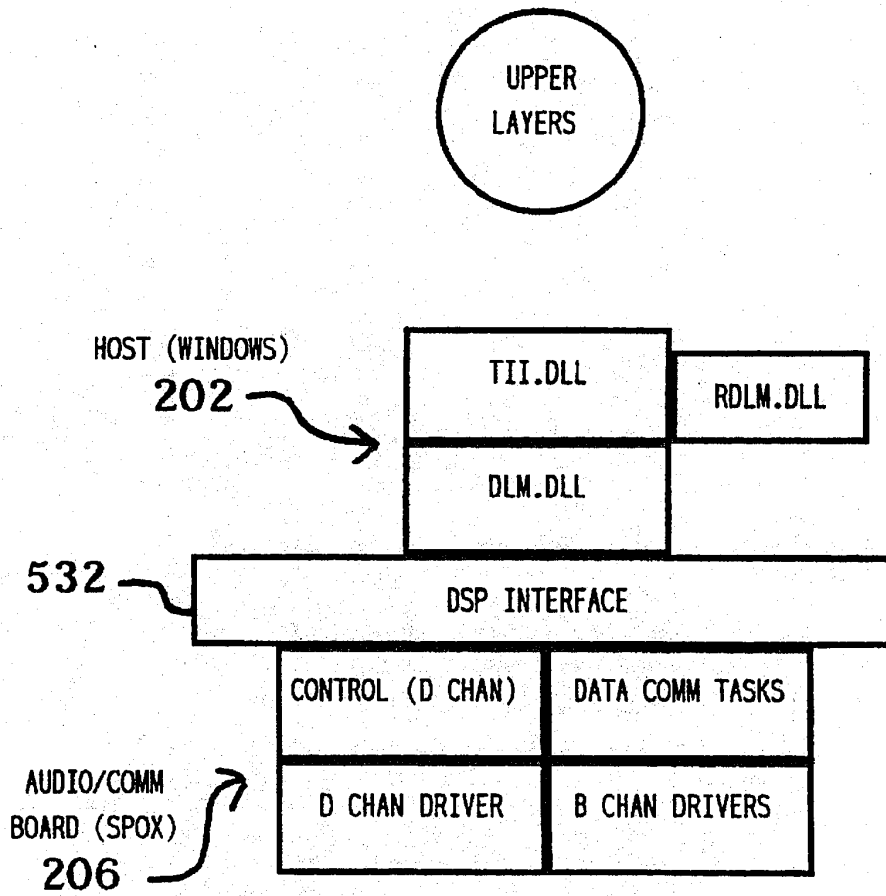 UPPER
LAYERS
HOST (WINDOWS)
202
TII.DLL
RDLM.DLL
DLM.DLL
532
DSP INTERFACE
CONTROL (D CHAN)
DATA COMM TASKS
AUDIO/COMM
BOARD (SPOX)
206
D CHAN DRIVER
B CHAN DRIVERS